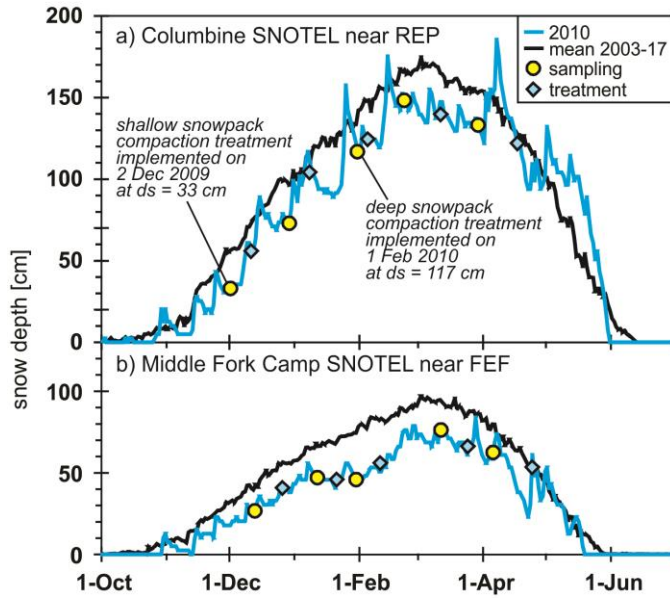 200
150
100
50
0
a) Columbine SNOTEL near REP
2010
mean 2003-17
sampling
treatment
shallow snowpack
compaction treatment
implemented on
2 Dec 2009
at ds = 33 cm
deep snowpack
compaction treatment
implemented on
1 Feb 2010
at ds = 117 cm
snow depth [cm]
b) Middle Fork Camp SNOTEL near FEF
100
50
0
1-Oct 1-Dec 1-Feb 1-Apr 1-Jun